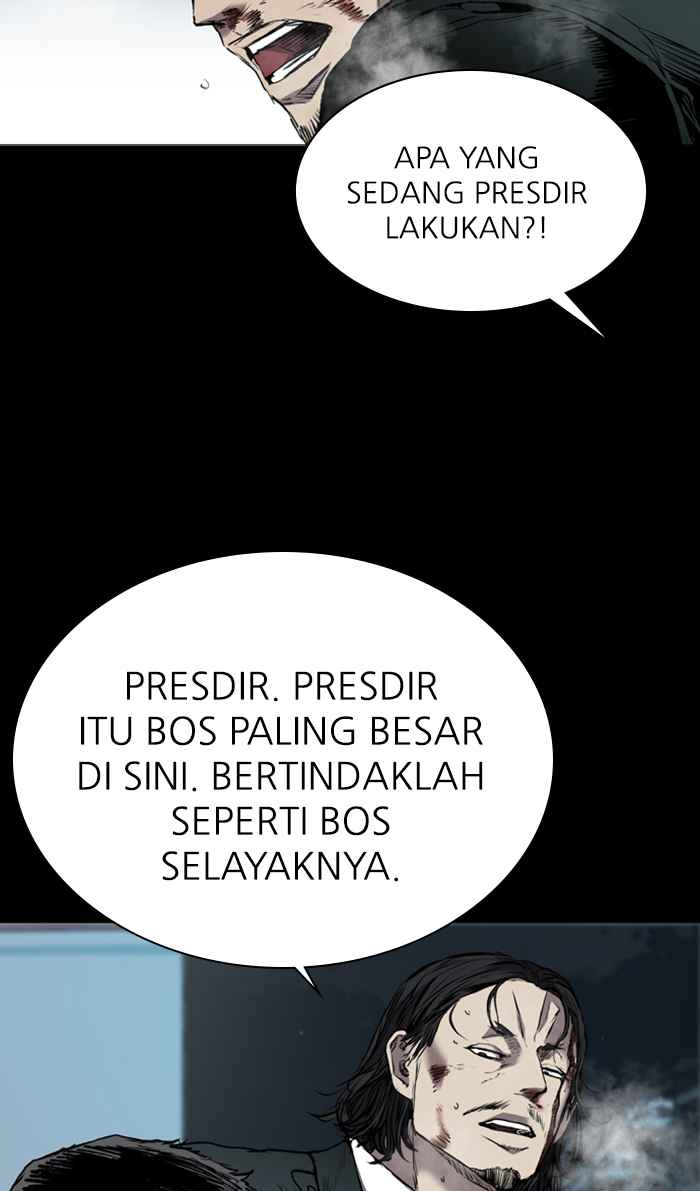 APA YANG
SEDANG PRESDIR
LAKUKAN?!
PRESDIR. PRESDIR
ITU BOS PALING BESAR
DI SINI. BERTINDAKLAH
SEPERTI BOS
SELAYAKNYA.